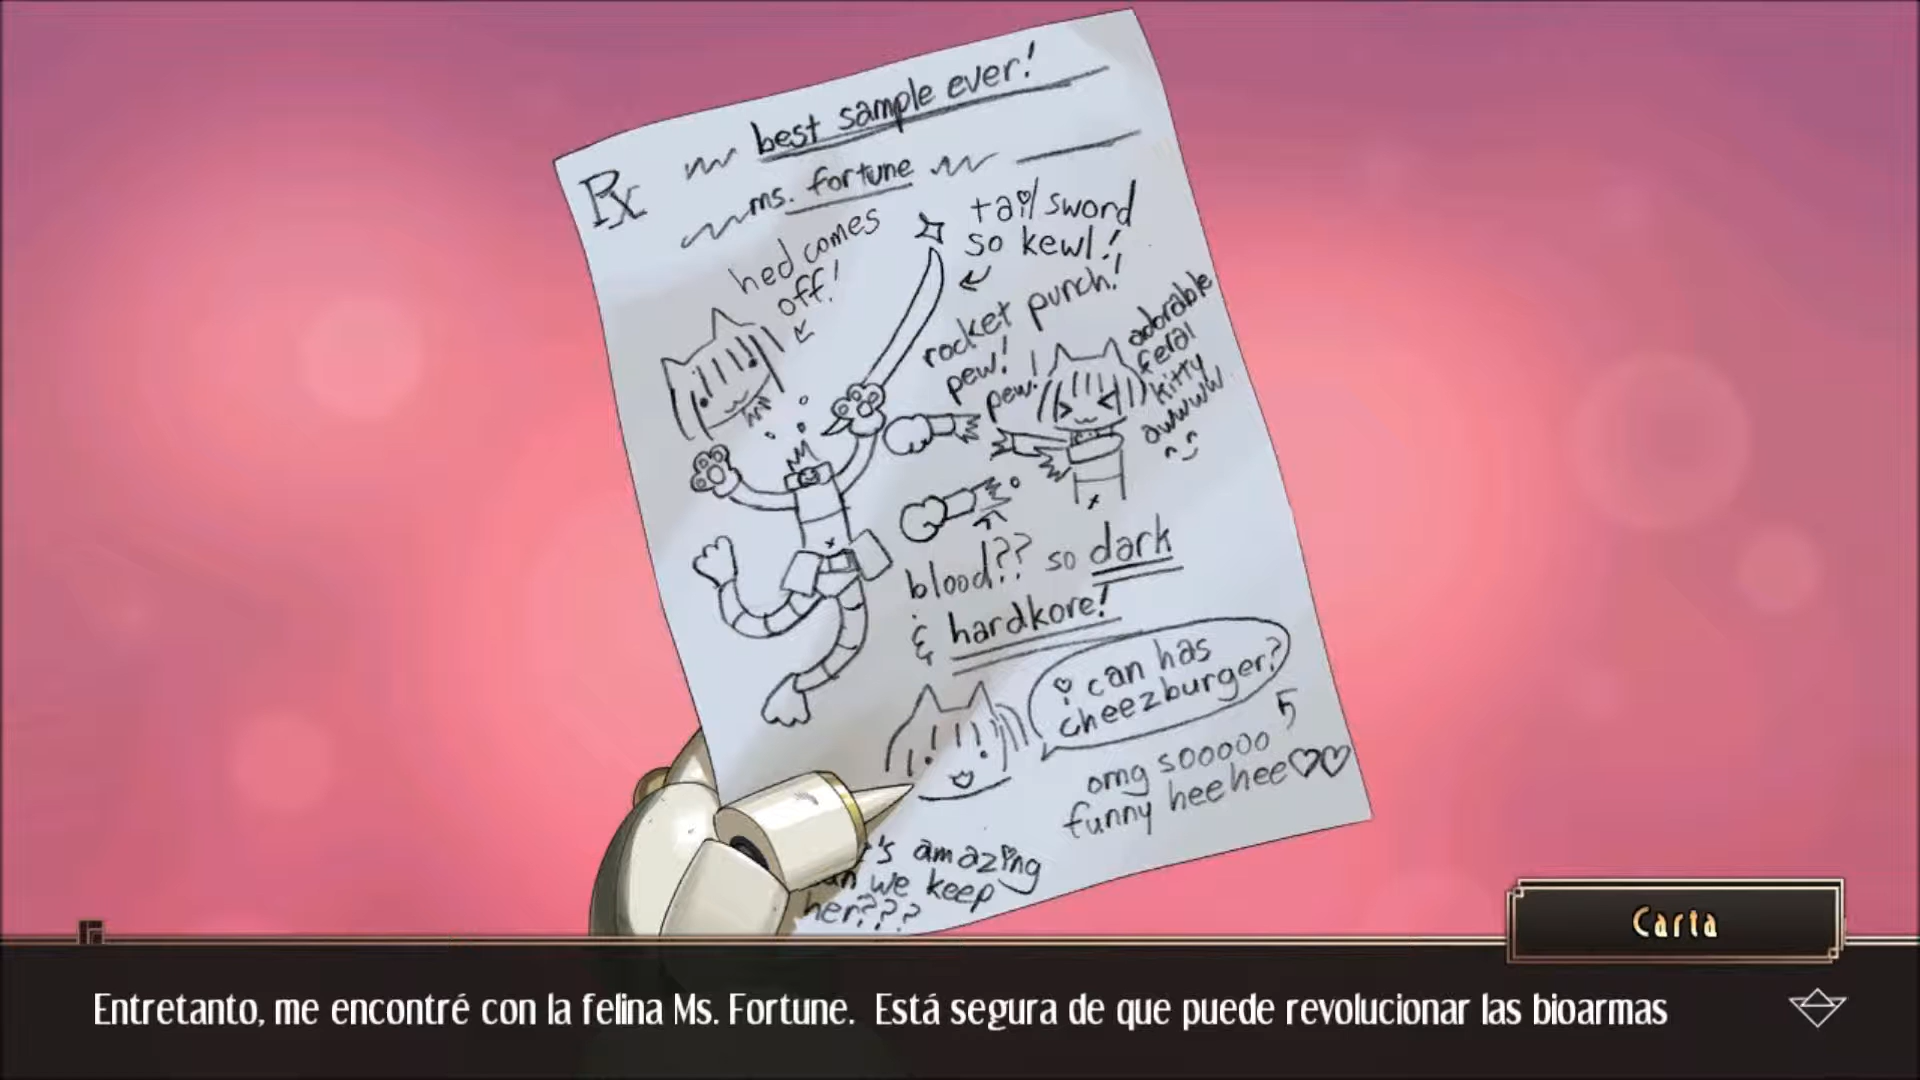 Rx
best sample ever!
ms. fortune
hed comes
off!
tail sword
so kewl!
rocket punch!
pew!
pew!
adorable
feral
kitty
awwww
blood?? so dark
& hardkore!
i can has
cheezburger?
omg sooooo
funny heehee
's amazing
we keep
her???
Carta
Entretanto, me encontré con la felina Ms. Fortune. Está segura de que puede revolucionar las bioarmas